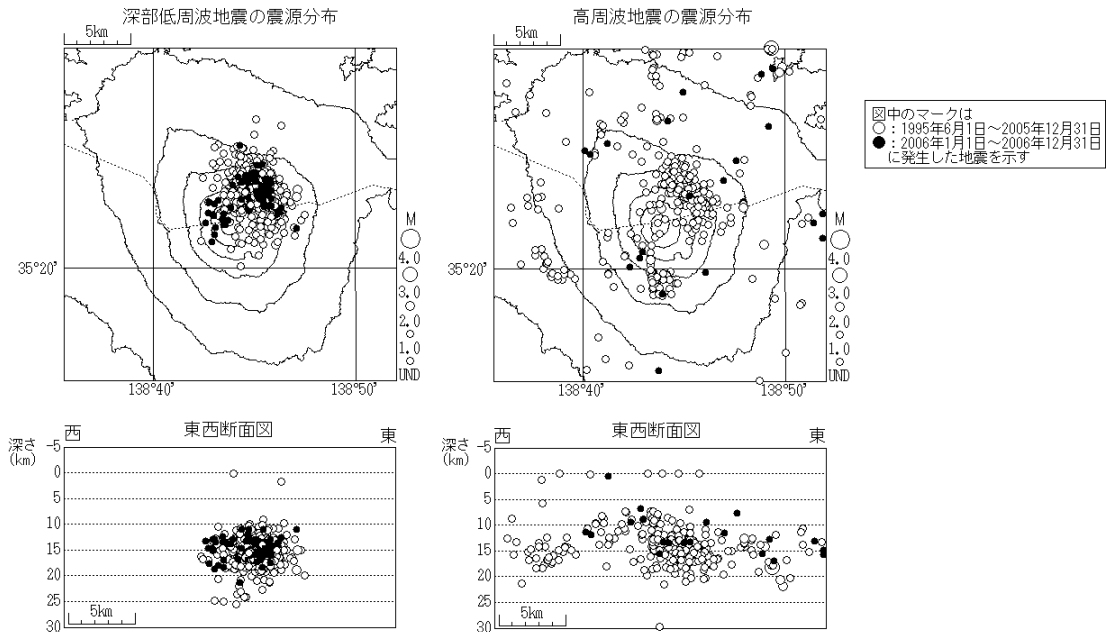 深部低周波地震の震源分布
5km
35°20'
138°40'
138°50'
M
4.0
3.0
2.0
1.0
UND
高周波地震の震源分布
5km
138°40'
138°50'
M
4.0
3.0
2.0
1.0
UND
図中のマークは
○：1995年6月1日～2005年12月31日
●：2006年1月1日～2006年12月31日
に発生した地震を示す
西
東西断面図
東
深さ
(km)
-5
0
5
10
15
20
25
30
5km
西
東西断面図
東
深さ
(km)
-5
0
5
10
15
20
25
30
5km